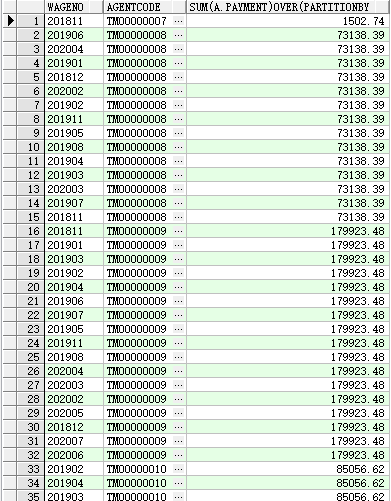 WAGENO AGENTCODE SUM(A.PAYMENT)OVER(PARTITIONBY
1 201811 TM00000007 ... 1502.74
2 201906 TM00000008 ... 73138.39
3 202004 TM00000008 ... 73138.39
4 201901 TM00000008 ... 73138.39
5 201812 TM00000008 ... 73138.39
6 202002 TM00000008 ... 73138.39
7 201902 TM00000008 ... 73138.39
8 201911 TM00000008 ... 73138.39
9 201905 TM00000008 ... 73138.39
10 201908 TM00000008 ... 73138.39
11 201904 TM00000008 ... 73138.39
12 201903 TM00000008 ... 73138.39
13 202003 TM00000008 ... 73138.39
14 201907 TM00000008 ... 73138.39
15 201811 TM00000008 ... 73138.39
16 201811 TM00000009 ... 179923.48
17 201901 TM00000009 ... 179923.48
18 201903 TM00000009 ... 179923.48
19 201902 TM00000009 ... 179923.48
20 201904 TM00000009 ... 179923.48
21 201906 TM00000009 ... 179923.48
22 201907 TM00000009 ... 179923.48
23 201905 TM00000009 ... 179923.48
24 201911 TM00000009 ... 179923.48
25 201908 TM00000009 ... 179923.48
26 202004 TM00000009 ... 179923.48
27 202003 TM00000009 ... 179923.48
28 202002 TM00000009 ... 179923.48
29 202005 TM00000009 ... 179923.48
30 201812 TM00000009 ... 179923.48
31 202007 TM00000009 ... 179923.48
32 202006 TM00000009 ... 179923.48
33 201902 TM00000010 ... 85056.62
34 201904 TM00000010 ... 85056.62
35 201903 TM00000010 ... 85056.62